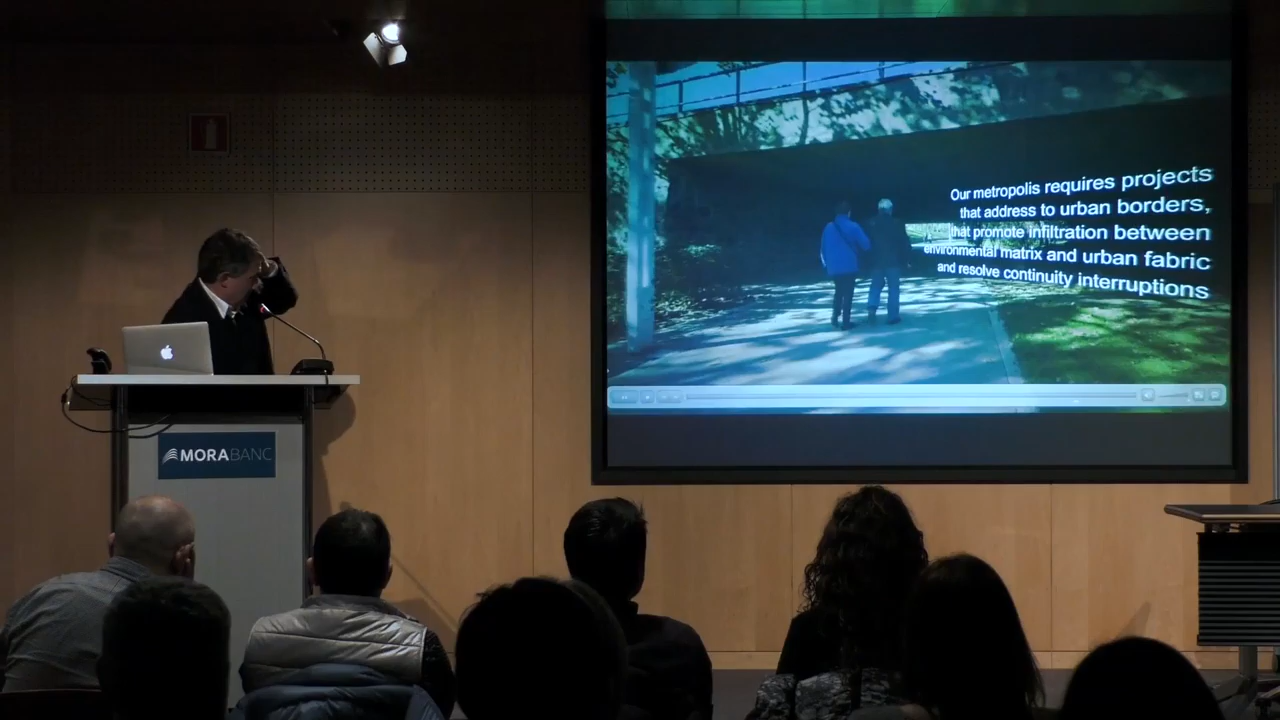 Our metropolis requires projects
that address to urban borders,
that promote infiltration between
environmental matrix and urban fabric
and resolve continuity interruptions
MORABANC